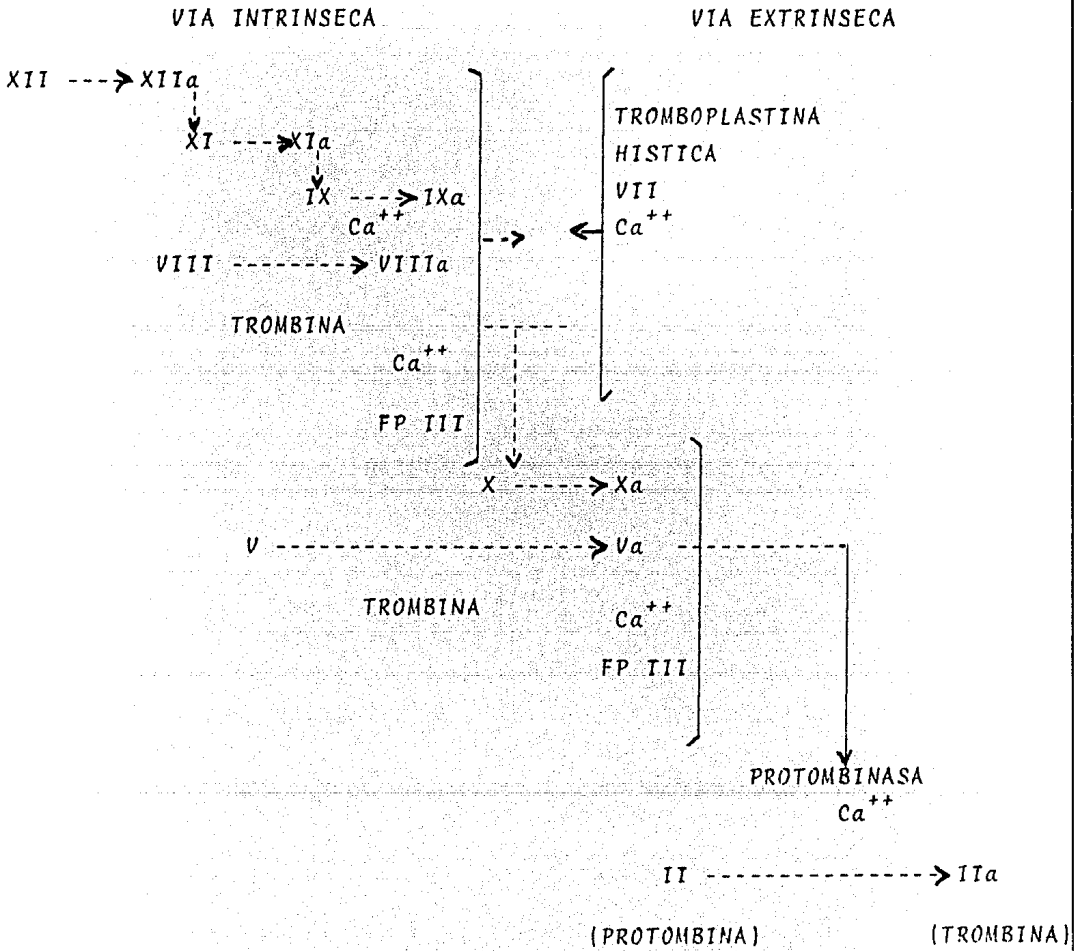 VIA INTRINSECA VIA EXTRINSECA
XII ----> XIIa
TROMBOPLASTINA
XI ----> XIa
HISTICA
IX ----> IXa
VII
Ca++
Ca++
VIII ----> VIIIa
TROMBINA
Ca++
FP III
X ----> Xa
V ----> Va
TROMBINA
Ca++
FP III
PROTOMBINASA
Ca++
II ----> IIa
(PROTOMBINA) (TROMBINA)